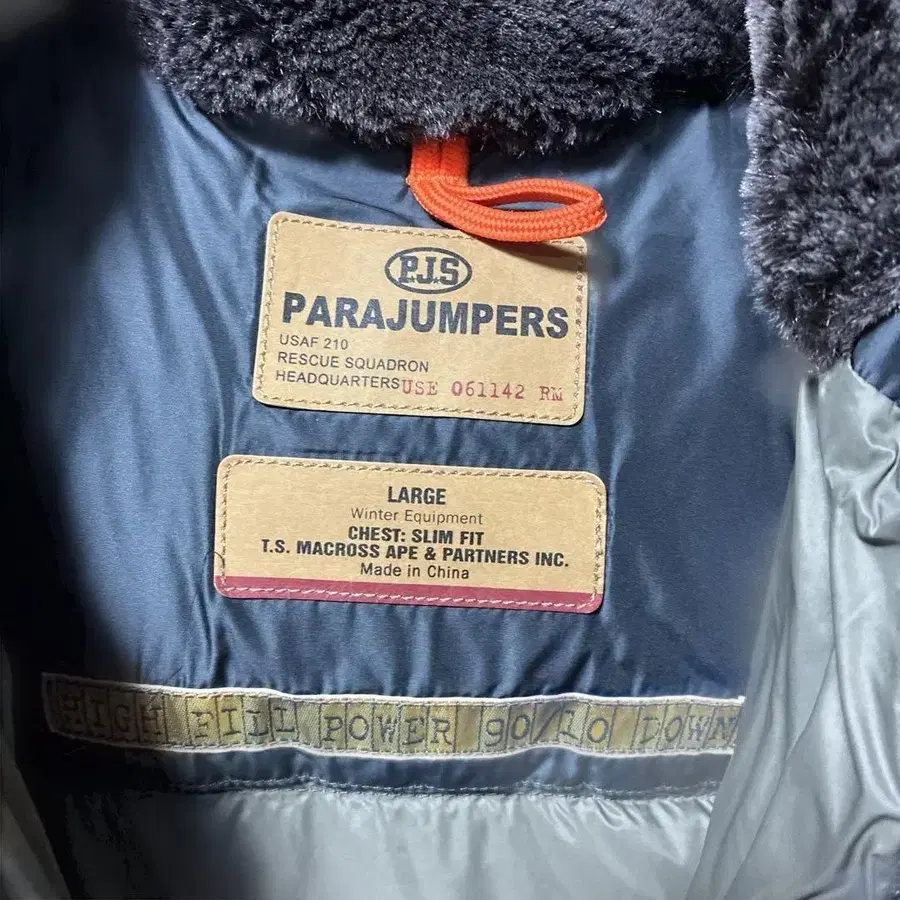 P.J.S
PARAJUMPERS
USAF 210
RESCUE SQUADRON
HEADQUARTERS USE 061142 RM
LARGE
Winter Equipment
CHEST: SLIM FIT
T.S. MACROSS APE & PARTNERS INC.
Made in China
HIGH FILL POWER 90/10 DOWN